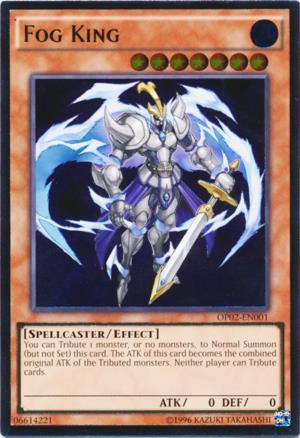 Fog King
OP02-EN001
[Spellcaster/Effect]
You can Tribute 1 monster, or no monsters, to Normal Summon
(but not Set) this card. The ATK of this card becomes the combined
original ATK of the Tributed monsters. Neither player can Tribute
cards.
ATK/ 0 DEF/ 0
06614221 ©1996 KAZUKI TAKAHASHI